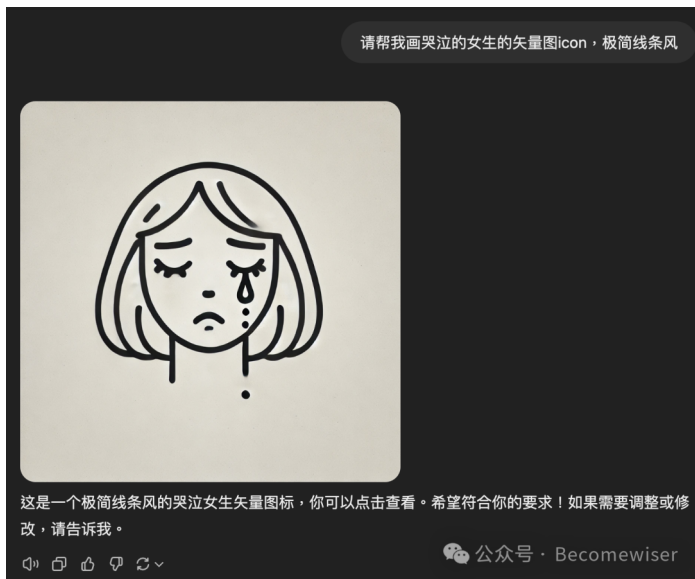 请帮我画哭泣的女生的矢量图icon，极简线条风
这是一个极简线条风的哭泣女生矢量图标，你可以点击查看。希望符合你的要求！如果需要调整或修
改，请告诉我。
公众号 · Becomewiser